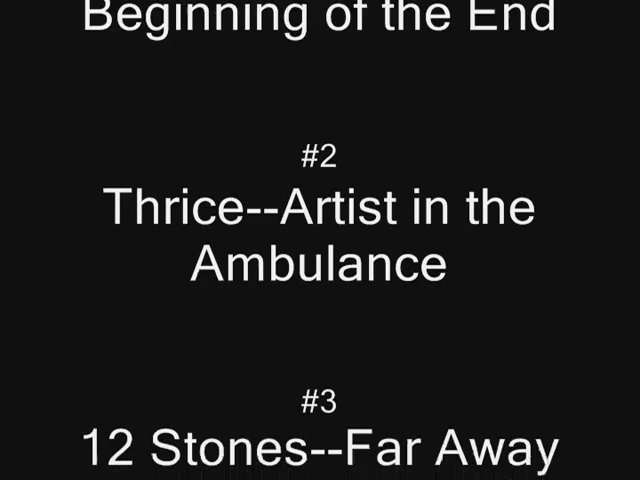 Beginning of the End
#2
Thrice--Artist in the
Ambulance
#3
12 Stones--Far Away